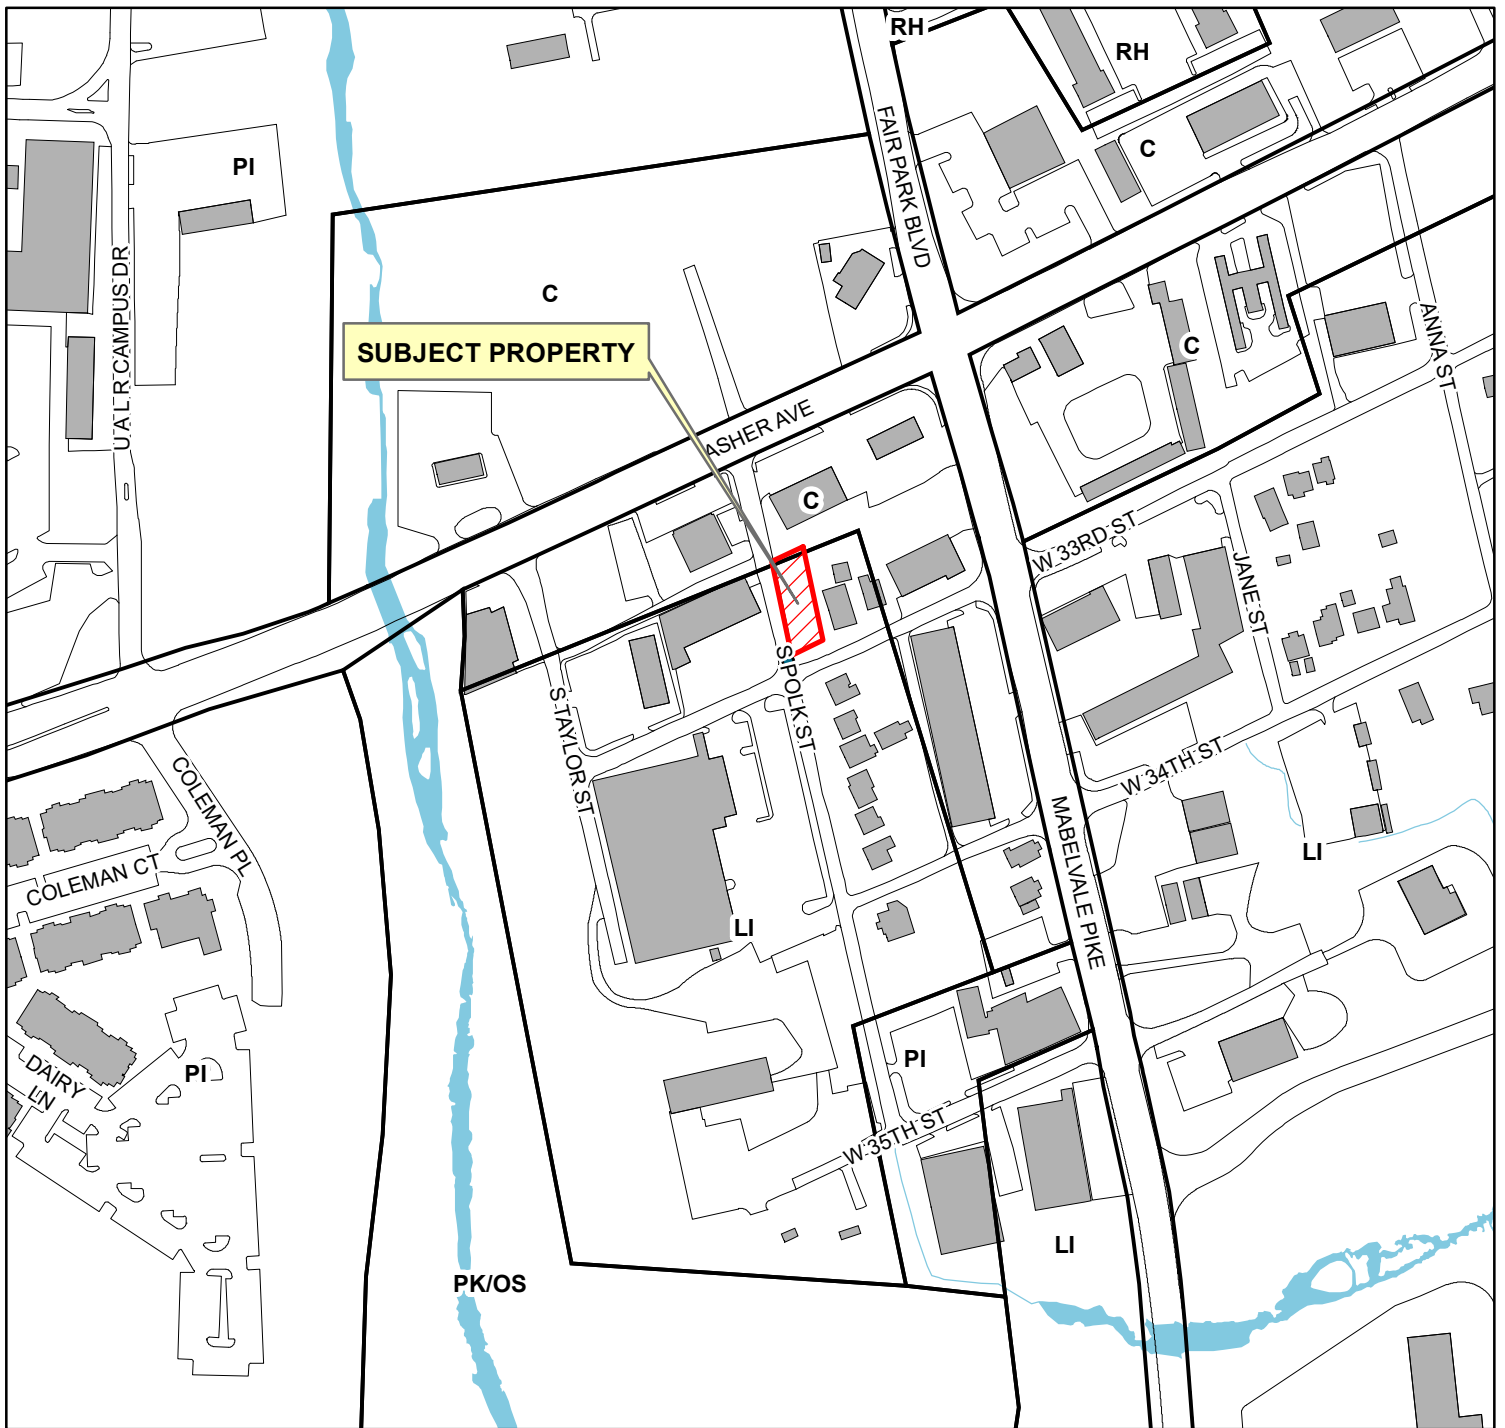 RH
RH
FAIR PARK BLVD
C
PI
U A L R CAMPUS DR
C
SUBJECT PROPERTY
ANNA ST
C
ASHER AVE
C
W 33RD ST
JANE ST
S POLK ST
S TAYLOR ST
W 34TH ST
COLEMAN PL
MABELVALE PIKE
LI
COLEMAN CT
LI
PI
DAIRY
LN
PI
W 35TH ST
LI
PK/OS